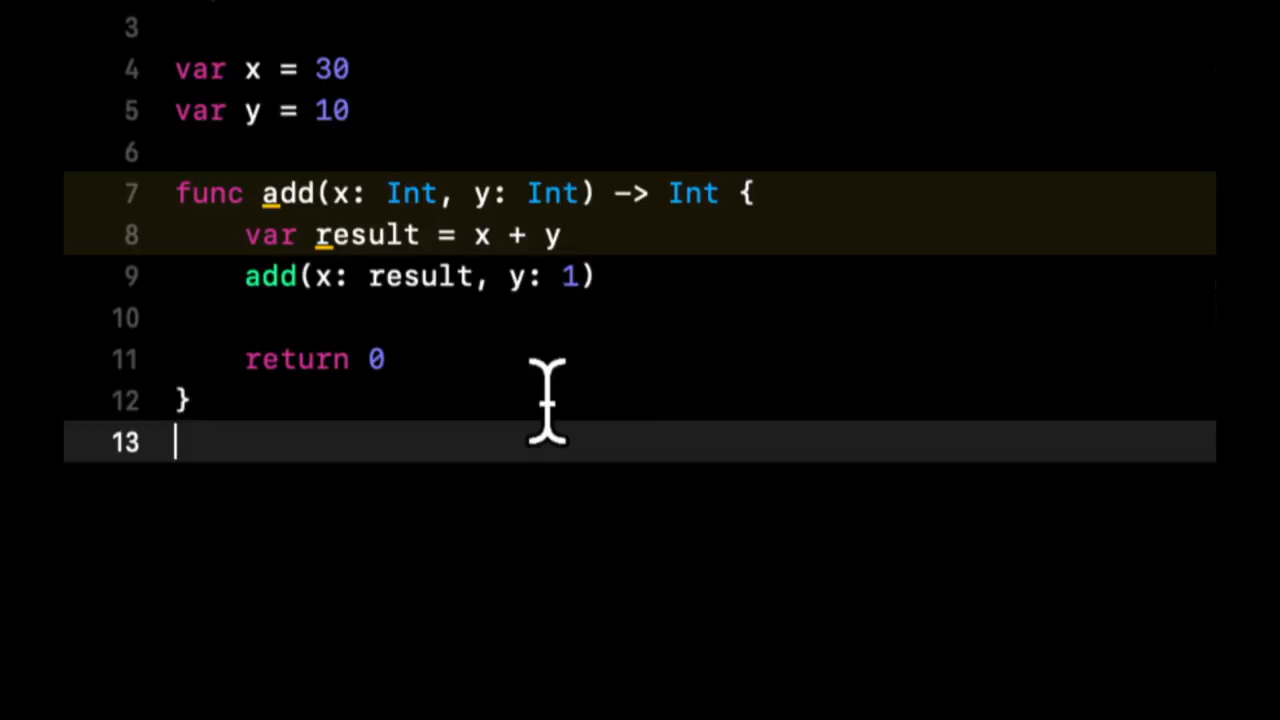 3
4 var x = 30
5 var y = 10
6
7 func add(x: Int, y: Int) -> Int {
8     var result = x + y
9     add(x: result, y: 1)
10
11     return 0
12 }
13